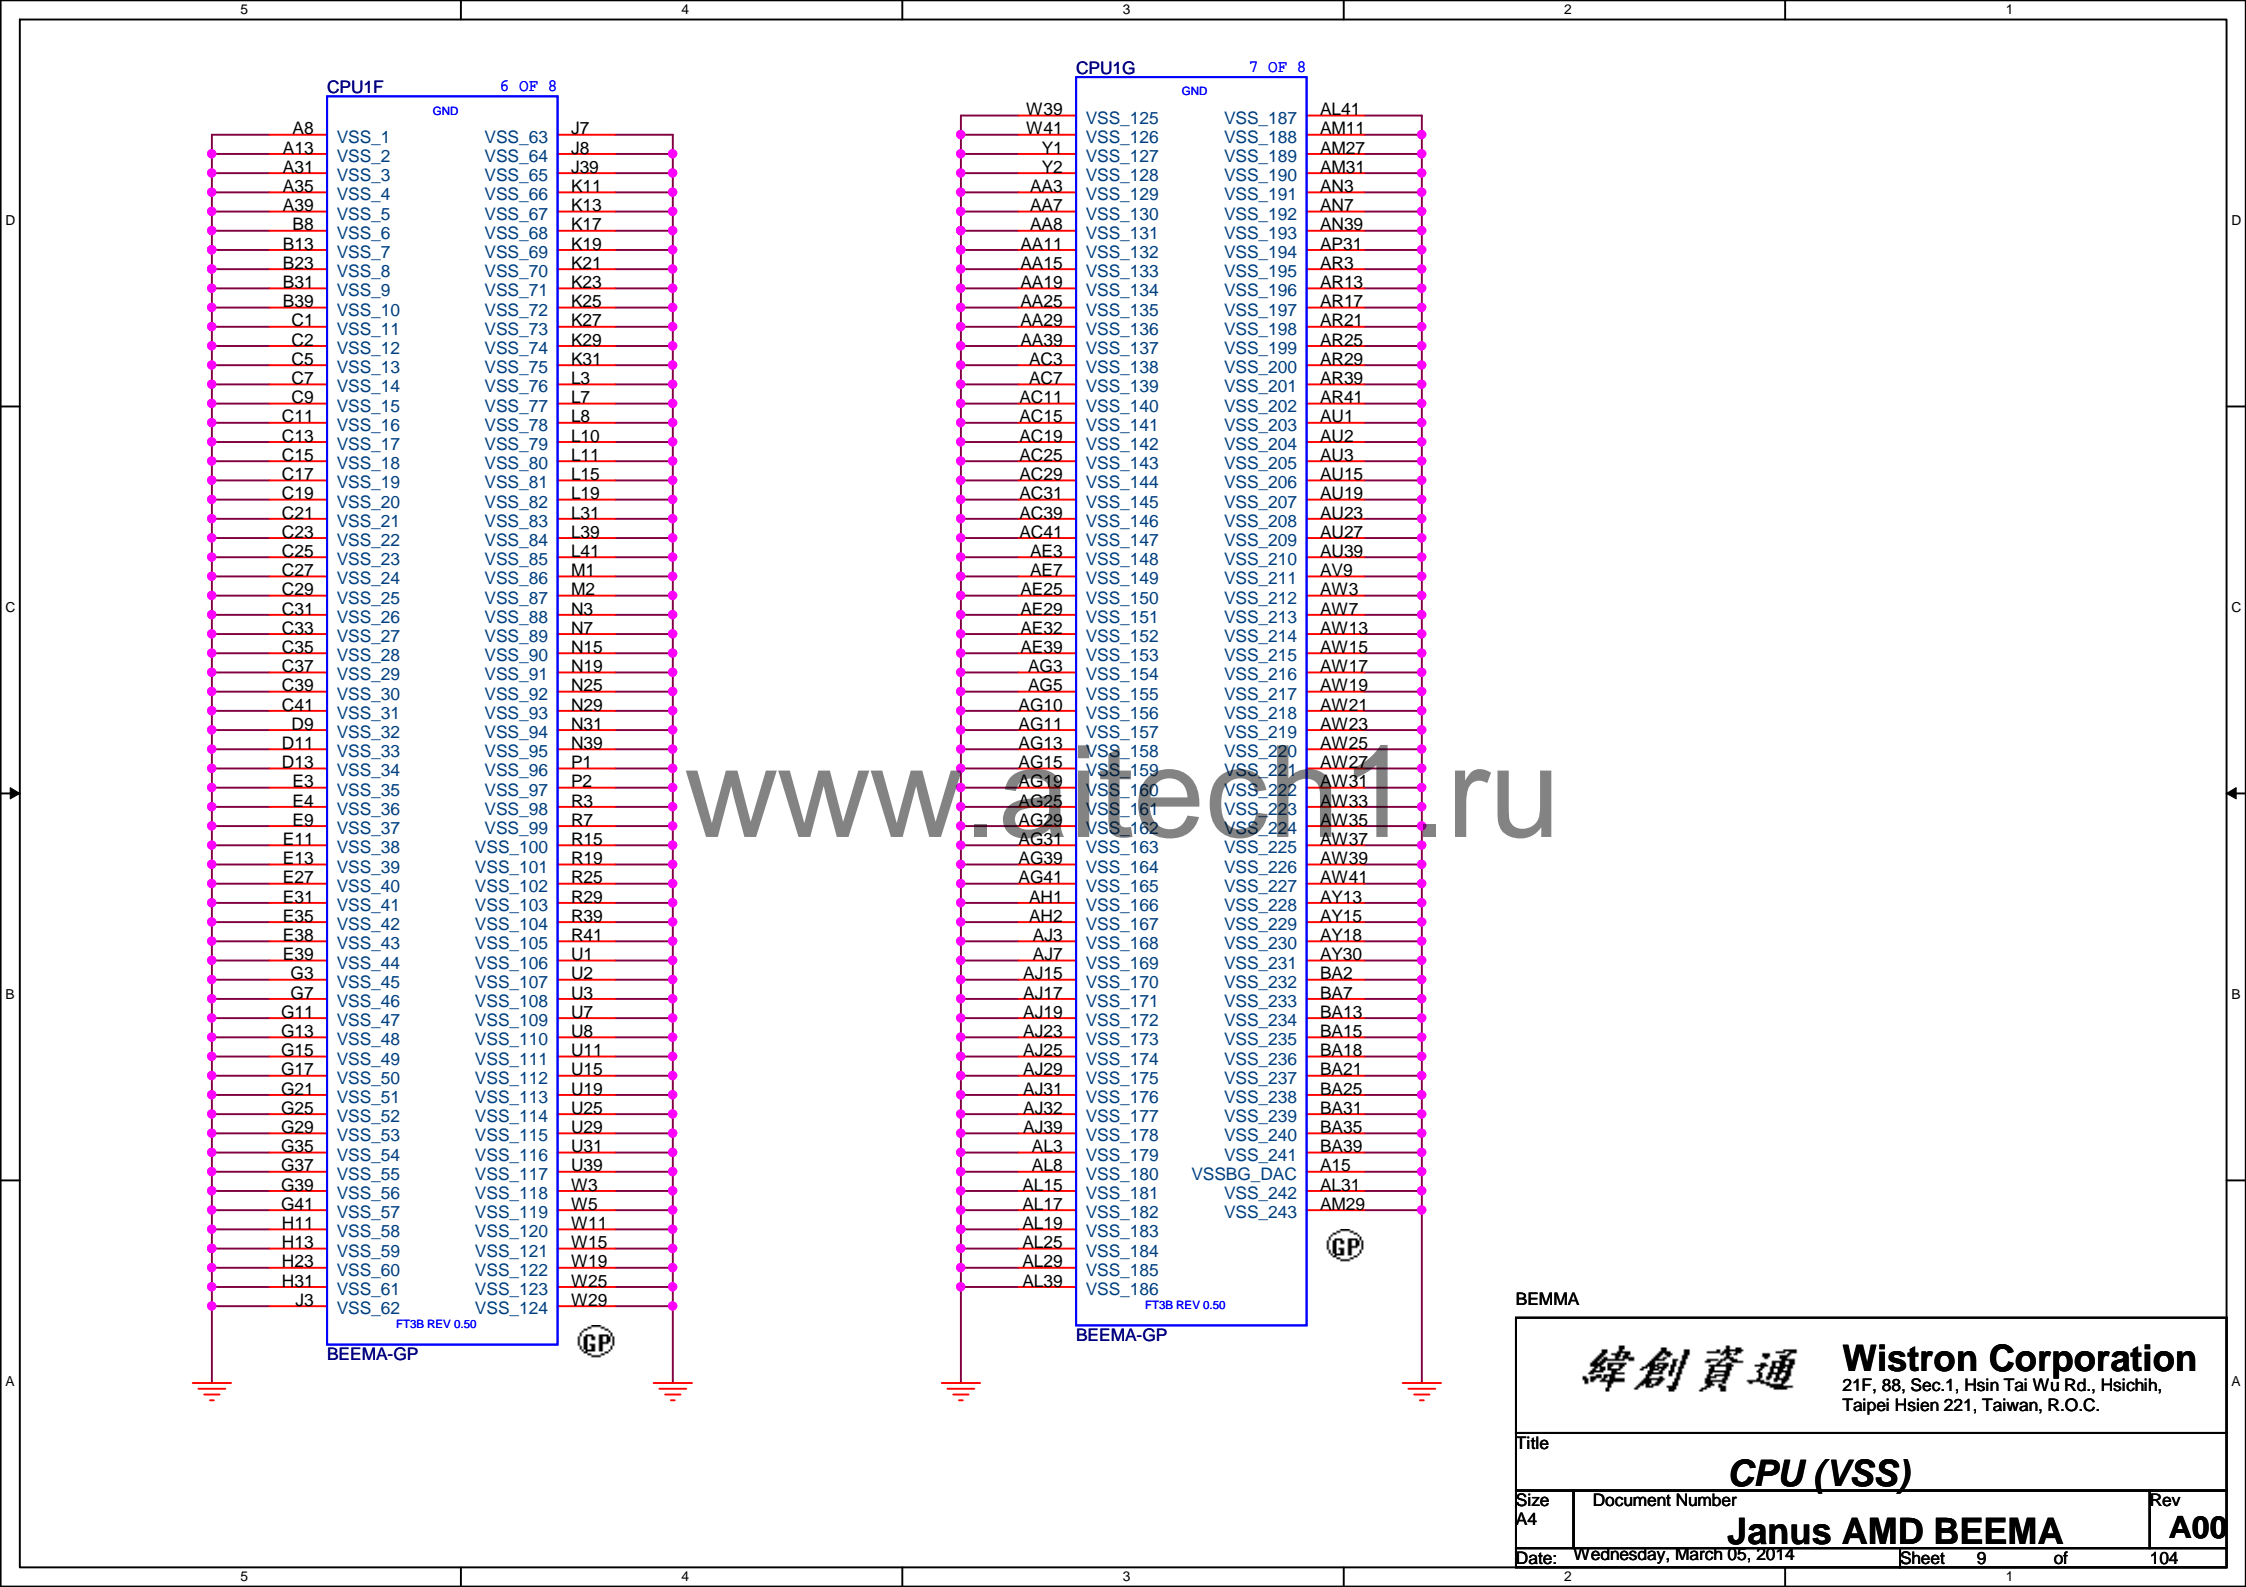 5 4 3 2 1
CPU1F 6 OF 8
GND
A8 VSS_1 VSS_63 J7
A13 VSS_2 VSS_64 J8
A31 VSS_3 VSS_65 J39
A35 VSS_4 VSS_66 K11
A39 VSS_5 VSS_67 K13
B8 VSS_6 VSS_68 K17
B13 VSS_7 VSS_69 K19
B23 VSS_8 VSS_70 K21
B31 VSS_9 VSS_71 K23
B39 VSS_10 VSS_72 K25
C1 VSS_11 VSS_73 K27
C2 VSS_12 VSS_74 K29
C5 VSS_13 VSS_75 K31
C7 VSS_14 VSS_76 L3
C9 VSS_15 VSS_77 L7
C11 VSS_16 VSS_78 L8
C13 VSS_17 VSS_79 L10
C15 VSS_18 VSS_80 L11
C17 VSS_19 VSS_81 L15
C19 VSS_20 VSS_82 L19
C21 VSS_21 VSS_83 L31
C23 VSS_22 VSS_84 L39
C25 VSS_23 VSS_85 L41
C27 VSS_24 VSS_86 M1
C29 VSS_25 VSS_87 M2
C31 VSS_26 VSS_88 N3
C33 VSS_27 VSS_89 N7
C35 VSS_28 VSS_90 N15
C37 VSS_29 VSS_91 N19
C39 VSS_30 VSS_92 N25
C41 VSS_31 VSS_93 N29
D9 VSS_32 VSS_94 N31
D11 VSS_33 VSS_95 N39
D13 VSS_34 VSS_96 P1
E3 VSS_35 VSS_97 P2
E4 VSS_36 VSS_98 R3
E9 VSS_37 VSS_99 R7
E11 VSS_38 VSS_100 R15
E13 VSS_39 VSS_101 R19
E27 VSS_40 VSS_102 R25
E31 VSS_41 VSS_103 R29
E35 VSS_42 VSS_104 R39
E38 VSS_43 VSS_105 R41
E39 VSS_44 VSS_106 U1
G3 VSS_45 VSS_107 U2
G7 VSS_46 VSS_108 U3
G11 VSS_47 VSS_109 U7
G13 VSS_48 VSS_110 U8
G15 VSS_49 VSS_111 U11
G17 VSS_50 VSS_112 U15
G21 VSS_51 VSS_113 U19
G25 VSS_52 VSS_114 U25
G29 VSS_53 VSS_115 U29
G35 VSS_54 VSS_116 U31
G37 VSS_55 VSS_117 U39
G39 VSS_56 VSS_118 W3
G41 VSS_57 VSS_119 W5
H11 VSS_58 VSS_120 W11
H13 VSS_59 VSS_121 W15
H23 VSS_60 VSS_122 W19
H31 VSS_61 VSS_123 W25
J3 VSS_62 VSS_124 W29
FT3B REV 0.50
BEEMA-GP
GP
CPU1G 7 OF 8
GND
W39 VSS_125 VSS_187 AL41
W41 VSS_126 VSS_188 AM11
Y1 VSS_127 VSS_189 AM27
Y2 VSS_128 VSS_190 AM31
AA3 VSS_129 VSS_191 AN3
AA7 VSS_130 VSS_192 AN7
AA8 VSS_131 VSS_193 AN39
AA11 VSS_132 VSS_194 AP31
AA15 VSS_133 VSS_195 AR3
AA19 VSS_134 VSS_196 AR13
AA25 VSS_135 VSS_197 AR17
AA29 VSS_136 VSS_198 AR21
AA39 VSS_137 VSS_199 AR25
AC3 VSS_138 VSS_200 AR29
AC7 VSS_139 VSS_201 AR39
AC11 VSS_140 VSS_202 AR41
AC15 VSS_141 VSS_203 AU1
AC19 VSS_142 VSS_204 AU2
AC25 VSS_143 VSS_205 AU3
AC29 VSS_144 VSS_206 AU15
AC31 VSS_145 VSS_207 AU19
AC39 VSS_146 VSS_208 AU23
AC41 VSS_147 VSS_209 AU27
AE3 VSS_148 VSS_210 AU39
AE7 VSS_149 VSS_211 AV9
AE25 VSS_150 VSS_212 AW3
AE29 VSS_151 VSS_213 AW7
AE32 VSS_152 VSS_214 AW13
AE39 VSS_153 VSS_215 AW15
AG3 VSS_154 VSS_216 AW17
AG5 VSS_155 VSS_217 AW19
AG10 VSS_156 VSS_218 AW21
AG11 VSS_157 VSS_219 AW23
AG13 VSS_158 VSS_220 AW25
AG15 VSS_159 VSS_221 AW27
AG19 VSS_160 VSS_222 AW31
AG25 VSS_161 VSS_223 AW33
AG29 VSS_162 VSS_224 AW35
AG31 VSS_163 VSS_225 AW37
AG39 VSS_164 VSS_226 AW39
AG41 VSS_165 VSS_227 AW41
AH1 VSS_166 VSS_228 AY13
AH2 VSS_167 VSS_229 AY15
AJ3 VSS_168 VSS_230 AY18
AJ7 VSS_169 VSS_231 AY30
AJ15 VSS_170 VSS_232 BA2
AJ17 VSS_171 VSS_233 BA7
AJ19 VSS_172 VSS_234 BA13
AJ23 VSS_173 VSS_235 BA15
AJ25 VSS_174 VSS_236 BA18
AJ29 VSS_175 VSS_237 BA21
AJ31 VSS_176 VSS_238 BA25
AJ32 VSS_177 VSS_239 BA31
AJ39 VSS_178 VSS_240 BA35
AL3 VSS_179 VSS_241 BA39
AL8 VSS_180 VSSBG_DAC A15
AL15 VSS_181 VSS_242 AL31
AL17 VSS_182 VSS_243 AM29
AL19 VSS_183
AL25 VSS_184
AL29 VSS_185
AL39 VSS_186
FT3B REV 0.50
BEEMA-GP
GP
www.aitech1.ru
D D
C C
B B
A A
BEMMA
緯創資通
Wistron Corporation
21F, 88, Sec.1, Hsin Tai Wu Rd., Hsichih,
Taipei Hsien 221, Taiwan, R.O.C.
Title
CPU (VSS)
Size Document Number Rev
A4 Janus AMD BEEMA A00
Date: Wednesday, March 05, 2014 Sheet 9 of 104
5 4 3 2 1